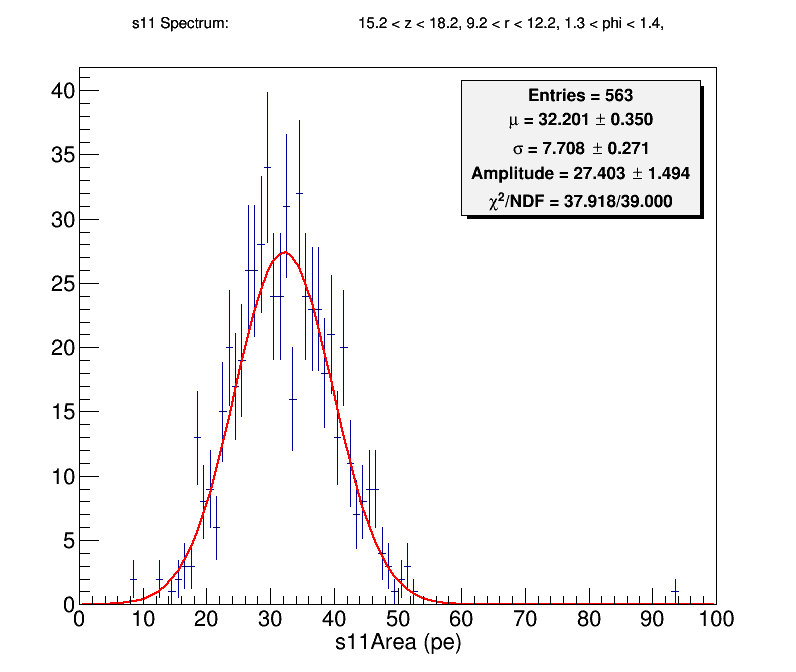 s11 Spectrum: 15.2 < z < 18.2, 9.2 < r < 12.2, 1.3 < phi < 1.4,
Entries = 563
μ = 32.201 ± 0.350
σ = 7.708 ± 0.271
Amplitude = 27.403 ± 1.494
χ²/NDF = 37.918/39.000
40
35
30
25
20
15
10
5
0
0 10 20 30 40 50 60 70 80 90 100
s11Area (pe)